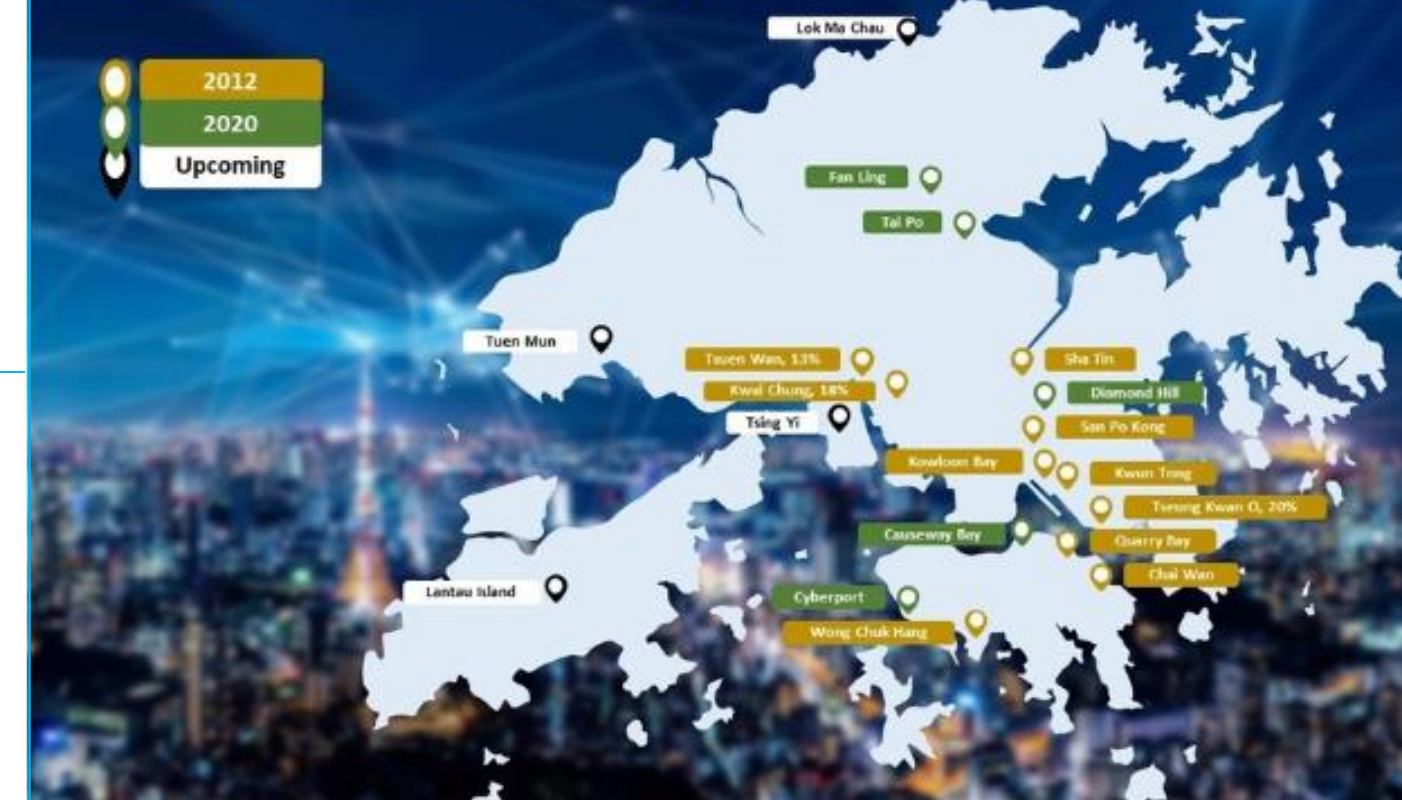 2012
2020
Upcoming
Lok Ma Chau
Fan Ling
Tai Po
Tuen Mun
Tsuen Wan, 13%
Sha Tin
Kwai Chung, 18%
Diamond Hill
Tsing Yi
San Po Kong
Kowloon Bay
Kwun Tong
Tseung Kwan O, 20%
Causeway Bay
Quarry Bay
Chai Wan
Lantau Island
Cyberport
Wong Chuk Hang